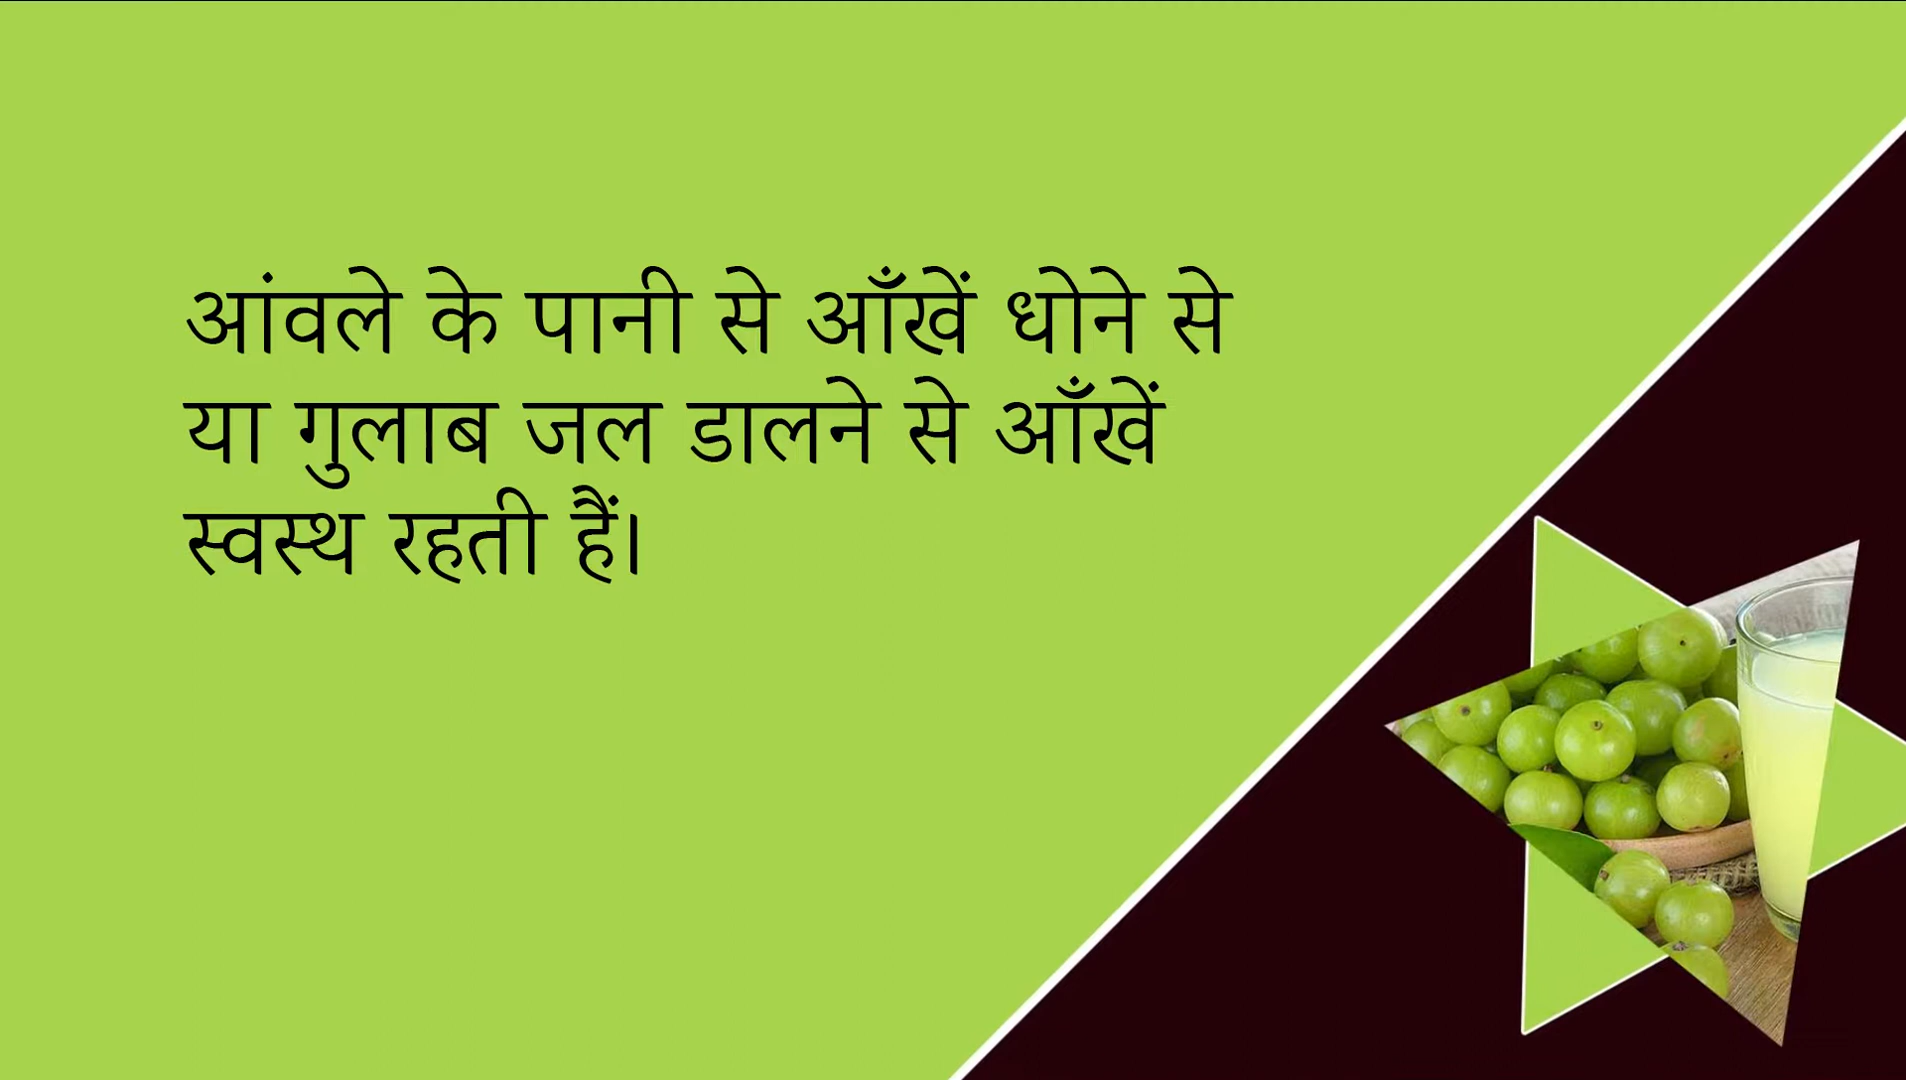 आंवले के पानी से आँखें धोने से
या गुलाब जल डालने से आँखें
स्वस्थ रहती हैं।